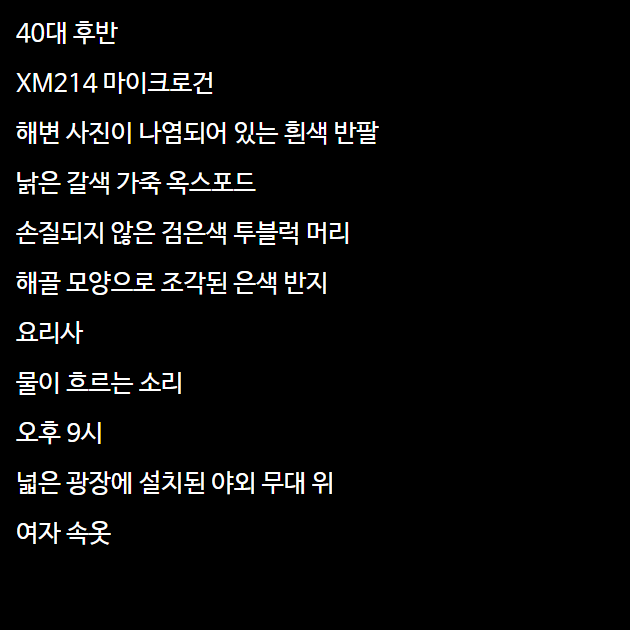 40대 후반
XM214 마이크로건
해변 사진이 나염되어 있는 흰색 반팔
낡은 갈색 가죽 옥스포드
손질되지 않은 검은색 투블럭 머리
해골 모양으로 조각된 은색 반지
요리사
물이 흐르는 소리
오후 9시
넓은 광장에 설치된 야외 무대 위
여자 속옷